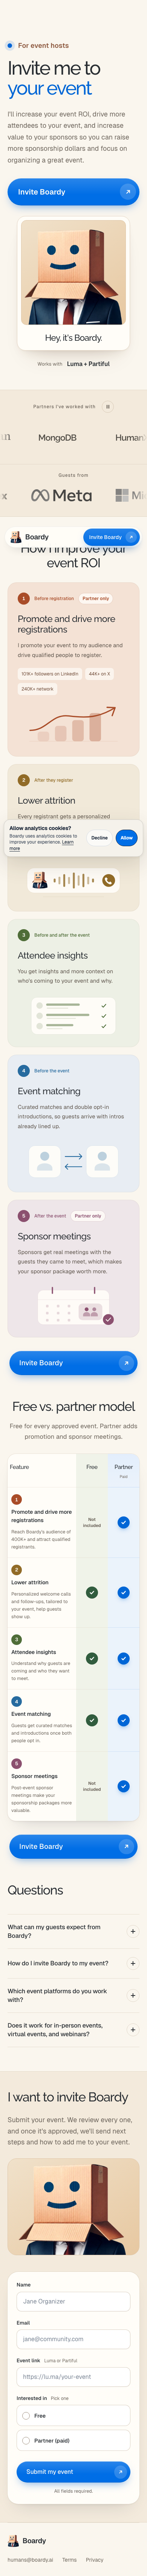 For event hosts
Invite me to
your event
I'll increase your event ROI, drive more
attendees to your event, and increase
value to your sponsors so you can raise
more sponsorship dollars and focus on
organizing a great event.
Invite Boardy
Hey, it's Boardy.
Works with Luma + Partiful
Partners I've worked with
MongoDB
Human
Guests from
Meta
Mi
Boardy
Invite Boardy
How I improve your
event ROI
1 Before registration Partner only
Promote and drive more
registrations
I promote your event to my audience and
drive qualified people to register.
101K+ followers on LinkedIn 44K+ on X
240K+ network
2 After they register
Lower attrition
Every registrant gets a personalized
Allow analytics cookies?
Boardy uses analytics cookies to
improve your experience. Learn
more
Decline
Allow
3 Before and after the event
Attendee insights
You get insights and more context on
who's coming to your event and why.
4 Before the event
Event matching
Curated matches and double opt-in
introductions, so guests arrive with intros
already lined up.
5 After the event Partner only
Sponsor meetings
Sponsors get real meetings with the
guests they came to meet, which makes
your sponsor package worth more.
Invite Boardy
Free vs. partner model
Free for every approved event. Partner adds
promotion and sponsor meetings.
Feature Free Partner
Paid
1
Promote and drive more
registrations
Reach Boardy's audience of
400K+ and attract qualified
registrants.
Not
included
2
Lower attrition
Personalized welcome calls
and follow-ups, tailored to
your event, help guests
show up.
3
Attendee insights
Understand why guests are
coming and who they want
to meet.
4
Event matching
Guests get curated matches
and introductions once both
people opt in.
5
Sponsor meetings
Post-event sponsor
meetings make your
sponsorship packages more
valuable.
Not
included
Invite Boardy
Questions
What can my guests expect from
Boardy?
How do I invite Boardy to my event?
Which event platforms do you work
with?
Does it work for in-person events,
virtual events, and webinars?
I want to invite Boardy
Submit your event. We review every one,
and once it's approved, we'll send next
steps and how to add me to your event.
Name
Jane Organizer
Email
jane@community.com
Event link Luma or Partiful
https://lu.ma/your-event
Interested in Pick one
Free
Partner (paid)
Submit my event
All fields required.
Boardy
humans@boardy.ai Terms Privacy